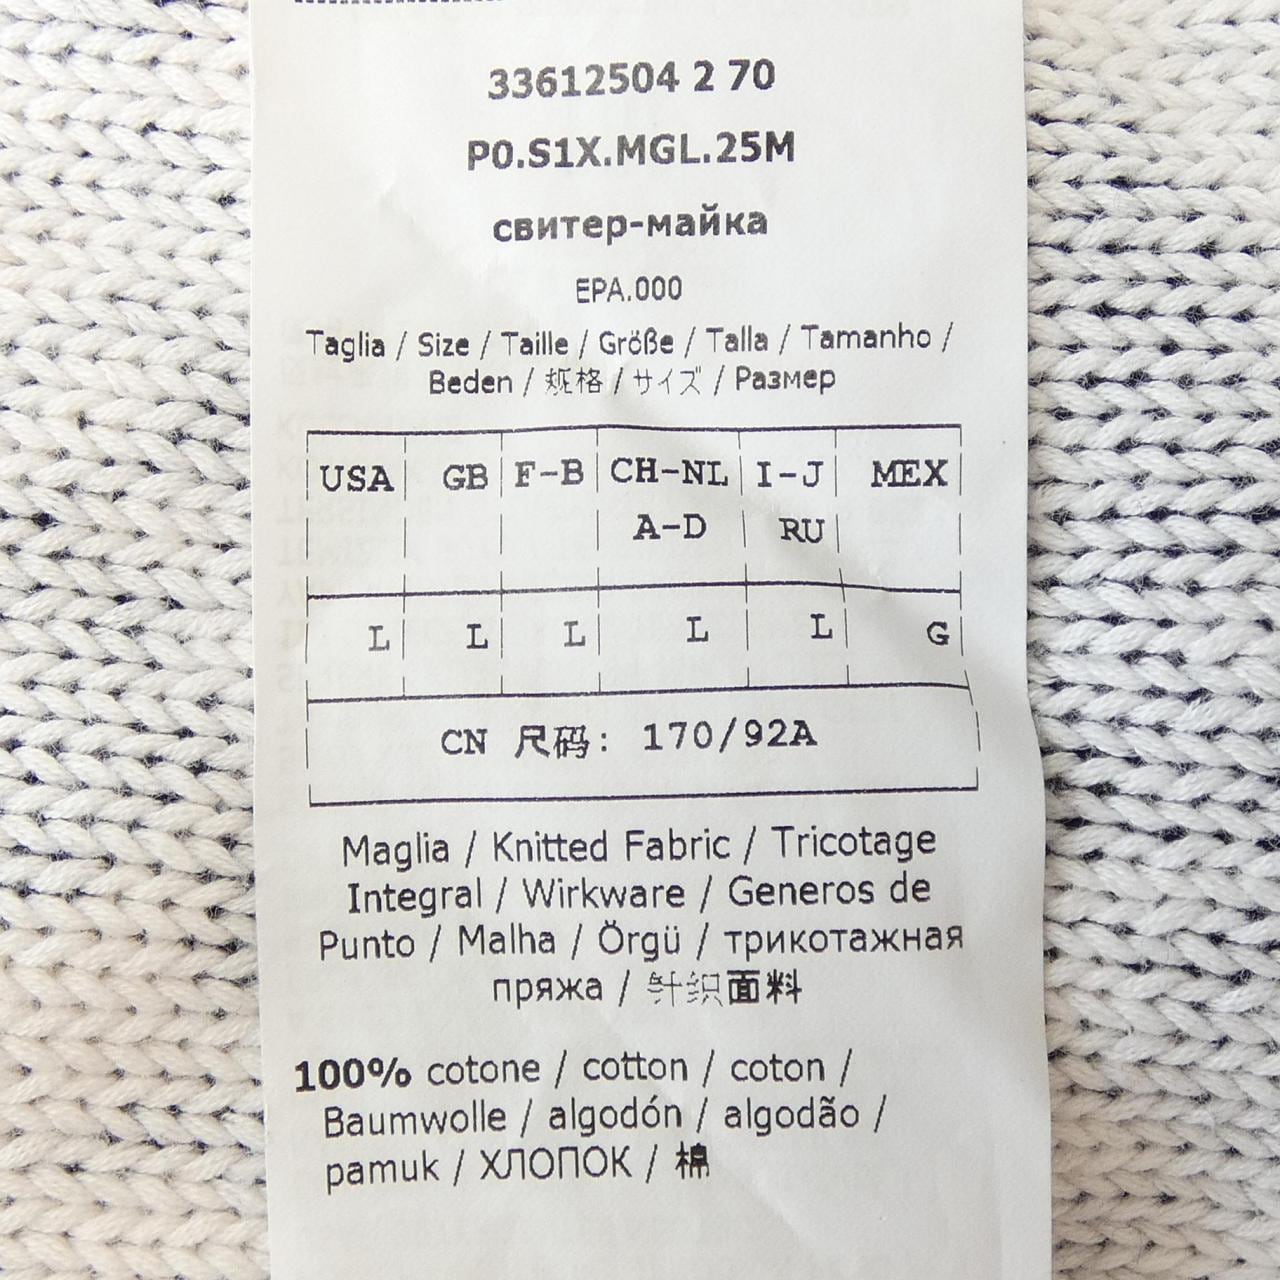 33612504 2 70
P0.S1X.MGL.25M
свитер-майка
EPA.000
Taglia / Size / Taille / Größe / Talla / Tamanho /
Beden / 规格 / サイズ / Размер
USA GB F-B CH-NL I-J MEX
A-D RU
L L L L L G
CN 尺码: 170/92A
Maglia / Knitted Fabric / Tricotage
Integral / Wirkware / Generos de
Punto / Malha / Örgü / трикотажная
пряжа / 针织面料
100% cotone / cotton / coton /
Baumwolle / algodón / algodão /
pamuk / ХЛОПОК / 棉